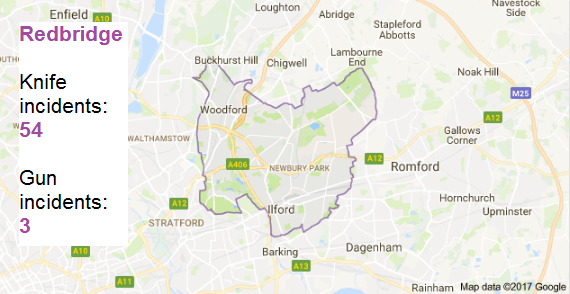 Redbridge
Knife
incidents:
54
Gun
incidents:
3
Enfield
A10
Loughton
Abridge
Stapleford
Abbotts
Navestock
Side
Buckhurst Hill
Chigwell
Lambourne
End
Noak Hill
M25
Woodford
A12
WALTHAMSTOW
Gallows
Corner
A406
NEWBURY PARK
A12
Romford
A12
Hornchurch
Upminster
Ilford
STRATFORD
Barking
Dagenham
A10
A13
A11
Rainham
Map data ©2017 Google